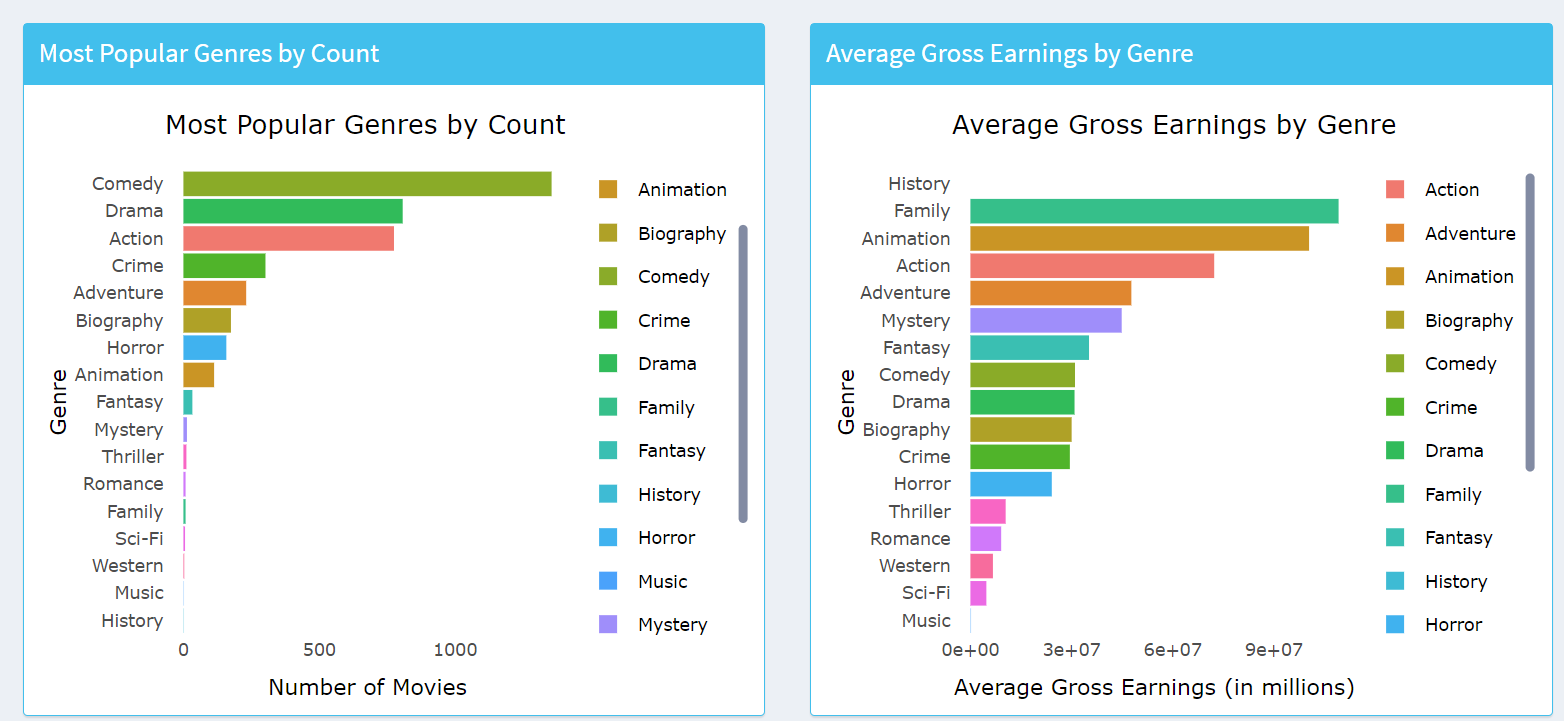 Most Popular Genres by Count
Most Popular Genres by Count
Genre
Comedy
Drama
Action
Crime
Adventure
Biography
Horror
Animation
Fantasy
Mystery
Thriller
Romance
Family
Sci-Fi
Western
Music
History
0 500 1000
Number of Movies
Animation
Biography
Comedy
Crime
Drama
Family
Fantasy
History
Horror
Music
Mystery
Average Gross Earnings by Genre
Average Gross Earnings by Genre
Genre
History
Family
Animation
Action
Adventure
Mystery
Fantasy
Comedy
Drama
Biography
Crime
Horror
Thriller
Romance
Western
Sci-Fi
Music
0e+00 3e+07 6e+07 9e+07
Average Gross Earnings (in millions)
Action
Adventure
Animation
Biography
Comedy
Crime
Drama
Family
Fantasy
History
Horror